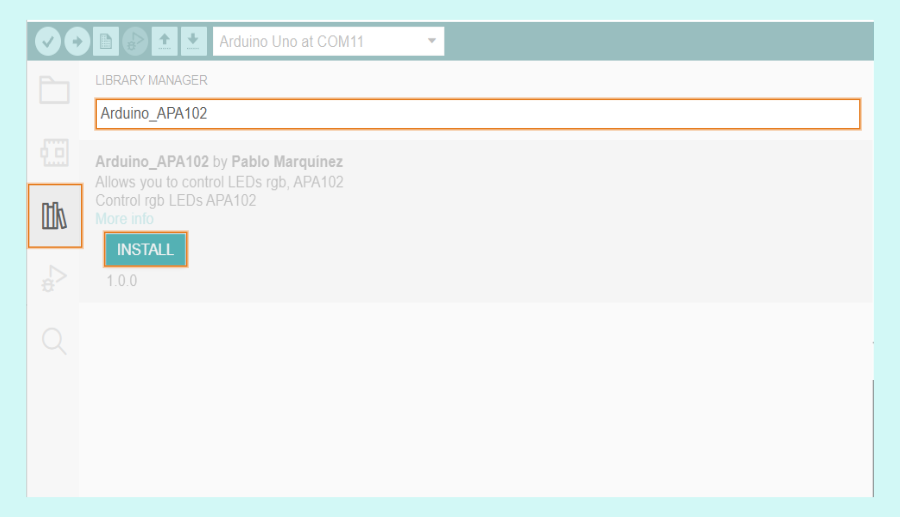 Arduino Uno at COM11
LIBRARY MANAGER
Arduino_APA102
Arduino_APA102 by Pablo Marquinez
Allows you to control LEDs rgb, APA102
Control rgb LEDs APA102
More info
INSTALL
1.0.0